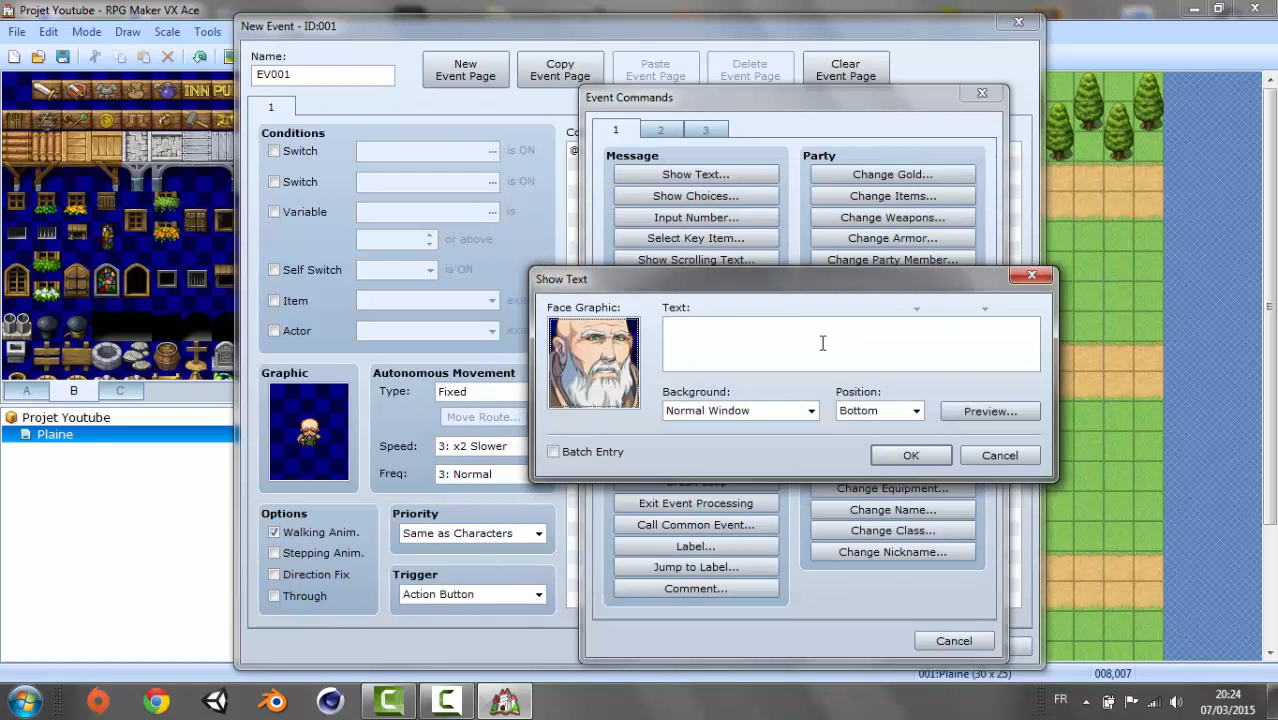 Projet Youtube - RPG Maker VX Ace
File Edit Mode Draw Scale Tools
INN
A B C
Projet Youtube
Plaine
New Event - ID:001
Name:
EV001
New Event Page
Copy Event Page
Paste Event Page
Delete Event Page
Clear Event Page
1
Conditions
Switch ... is ON
Switch ... is ON
Variable ... is
or above
Self Switch is ON
Item
Actor
Graphic
Autonomous Movement
Type: Fixed
Move Route...
Speed: 3: x2 Slower
Freq: 3: Normal
Options
Walking Anim.
Stepping Anim.
Direction Fix
Through
Priority
Same as Characters
Trigger
Action Button
Event Commands
1 2 3
Message
Show Text...
Show Choices...
Input Number...
Select Key Item...
Show Scrolling Text...
Party
Change Gold...
Change Items...
Change Weapons...
Change Armor...
Change Party Member...
Show Text
Face Graphic:
Text:
Background:
Normal Window
Position:
Bottom
Preview...
Batch Entry
OK
Cancel
Exit Event Processing
Call Common Event...
Label...
Jump to Label...
Comment...
Change Equipment...
Change Name...
Change Class...
Change Nickname...
Cancel
001:Plaine (30 x 25)
008,007
FR
20:24
07/03/2015